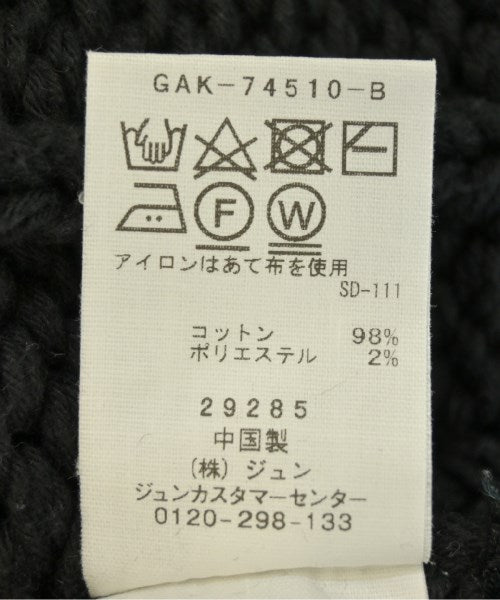 GAK-74510-B
F W
アイロンはあて布を使用
SD-111
コットン 98%
ポリエステル 2%
29285
中国製
(株) ジュン
ジュンカスタマーセンター
0120-298-133